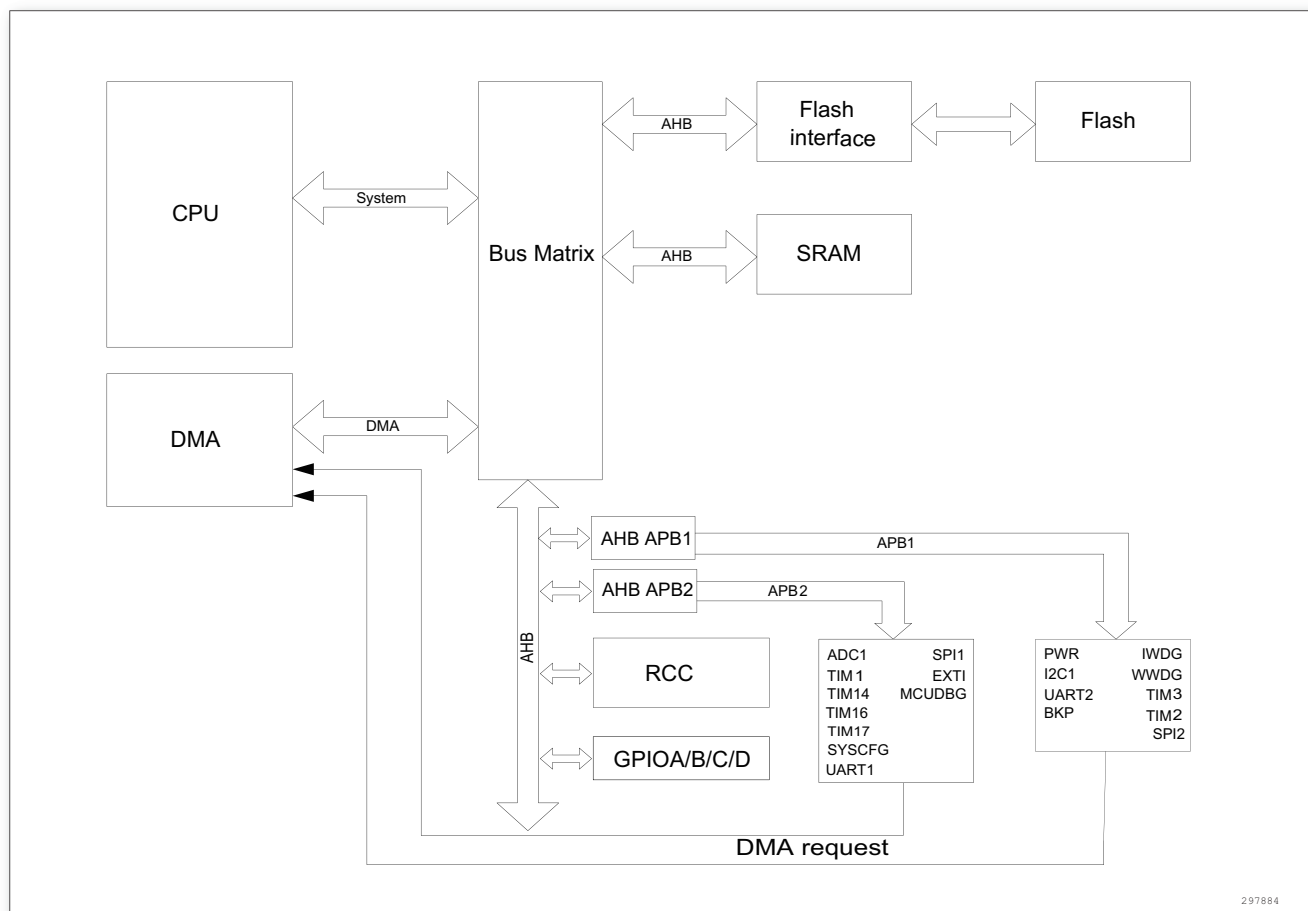 CPU
System
Bus Matrix
AHB
Flash
interface
Flash
AHB
SRAM
DMA
DMA
AHB APB1
APB1
AHB APB2
APB2
AHB
RCC
GPIOA/B/C/D
ADC1 SPI1
TIM1 EXTI
TIM14 MCUDBG
TIM16
TIM17
SYSCFG
UART1
PWR IWDG
I2C1 WWDG
UART2 TIM3
BKP TIM2
SPI2
DMA request
297884